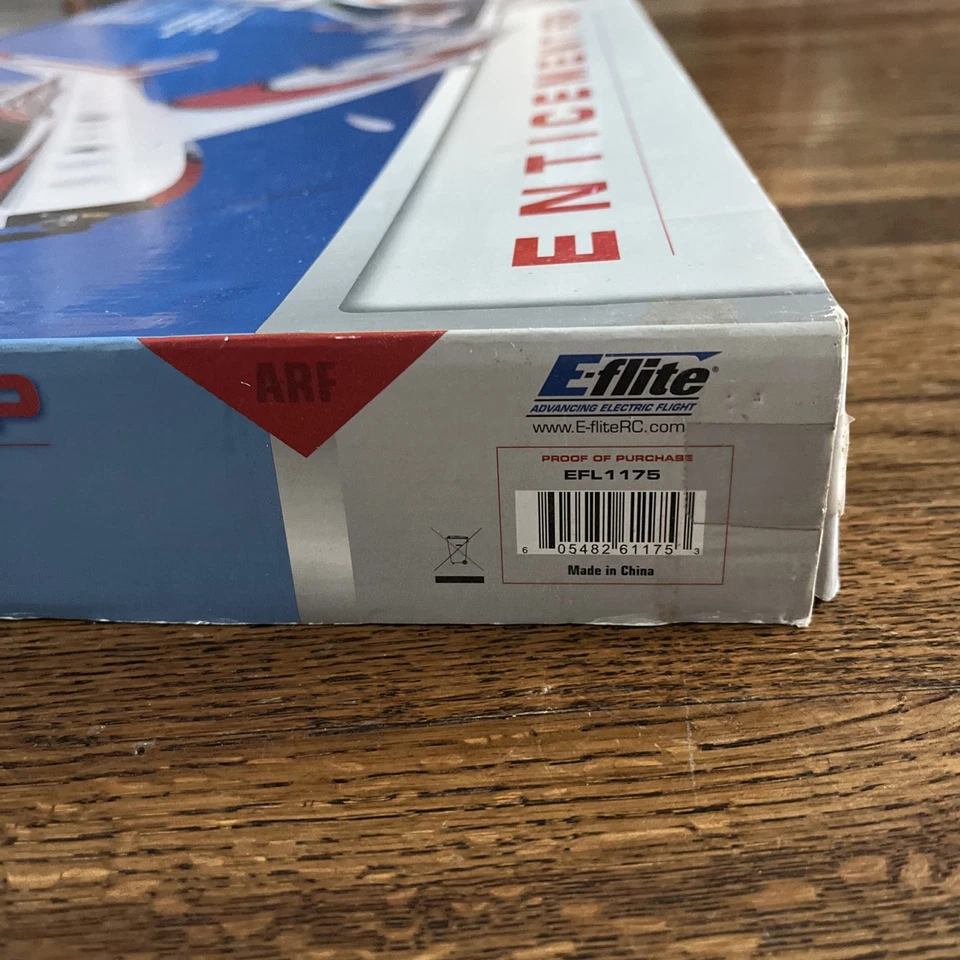 ENTICEMENT
ARF
E-flite®
ADVANCING ELECTRIC FLIGHT
www.E-fliteRC.com
PROOF OF PURCHASE
EFL1175
6 05482 61175 3
Made in China